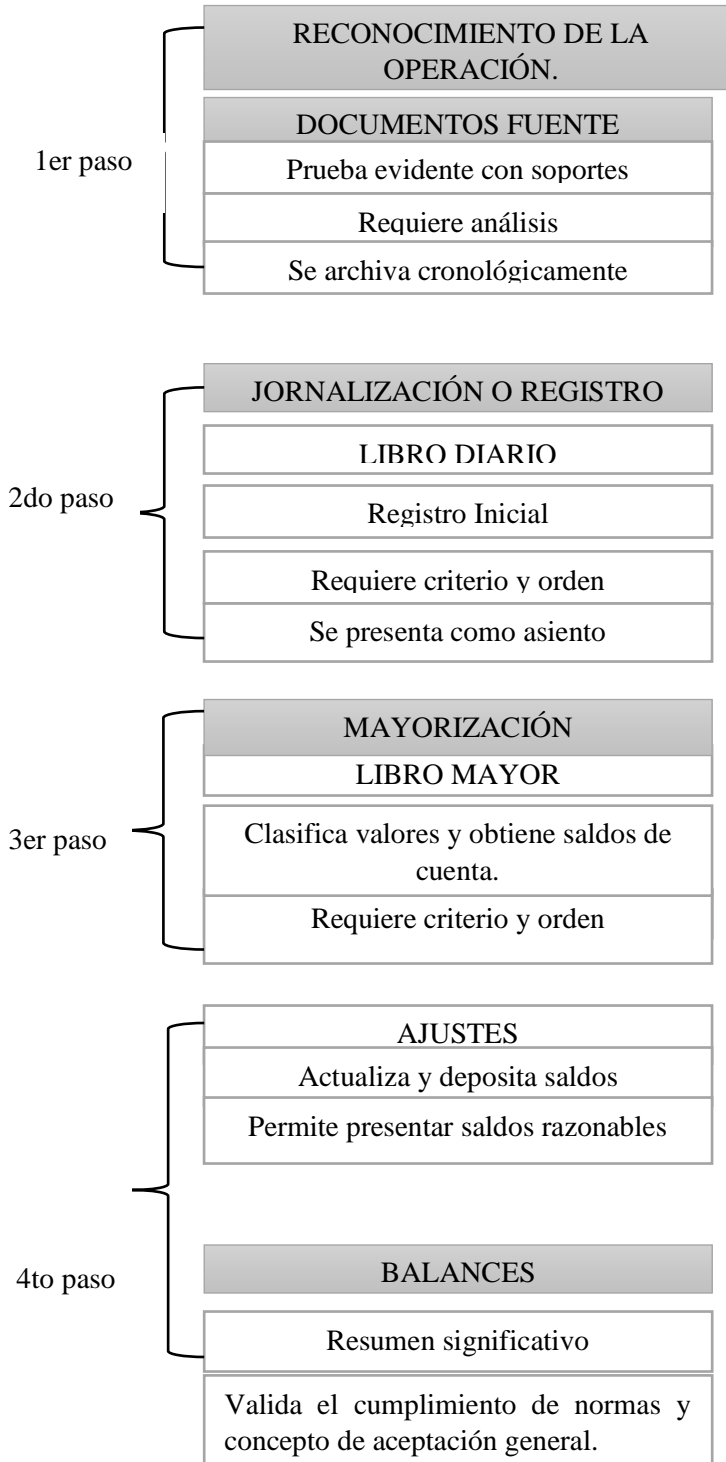 RECONOCIMIENTO DE LA
OPERACIÓN.
DOCUMENTOS FUENTE
1er paso
Prueba evidente con soportes
Requiere análisis
Se archiva cronológicamente
JORNALIZACIÓN O REGISTRO
LIBRO DIARIO
2do paso
Registro Inicial
Requiere criterio y orden
Se presenta como asiento
MAYORIZACIÓN
LIBRO MAYOR
3er paso
Clasifica valores y obtiene saldos de
cuenta.
Requiere criterio y orden
AJUSTES
Actualiza y deposita saldos
Permite presentar saldos razonables
4to paso
BALANCES
Resumen significativo
Valida el cumplimiento de normas y
concepto de aceptación general.